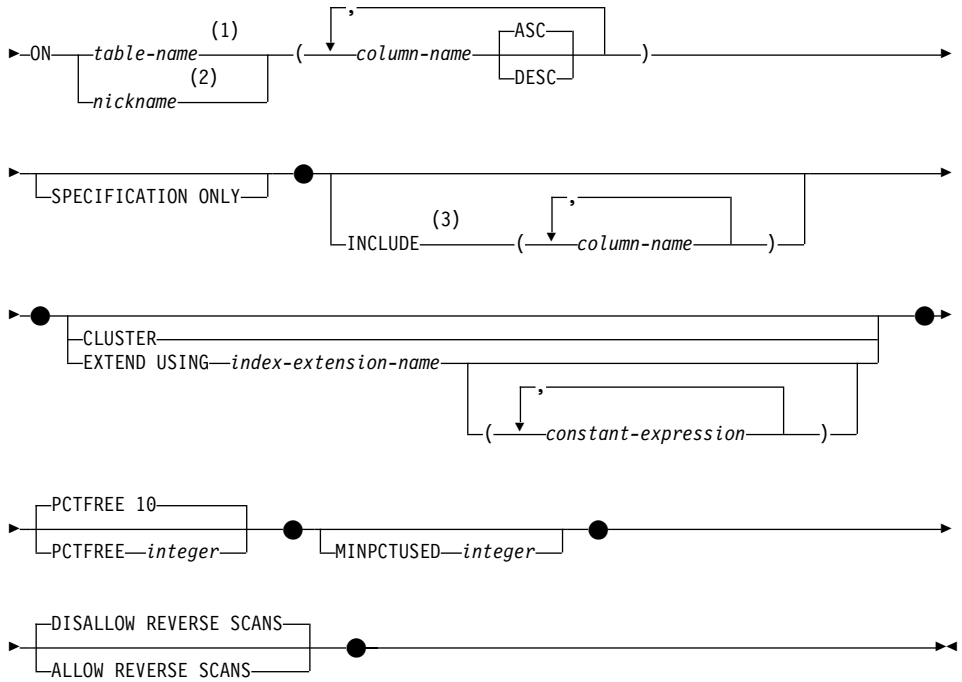 (1) ,
ON table-name ( column-name ASC )
(2) DESC
nickname
SPECIFICATION ONLY
(3) ,
INCLUDE ( column-name )
CLUSTER
EXTEND USING index-extension-name
,
( constant-expression )
PCTFREE 10
PCTFREE integer MINPCTUSED integer
DISALLOW REVERSE SCANS
ALLOW REVERSE SCANS